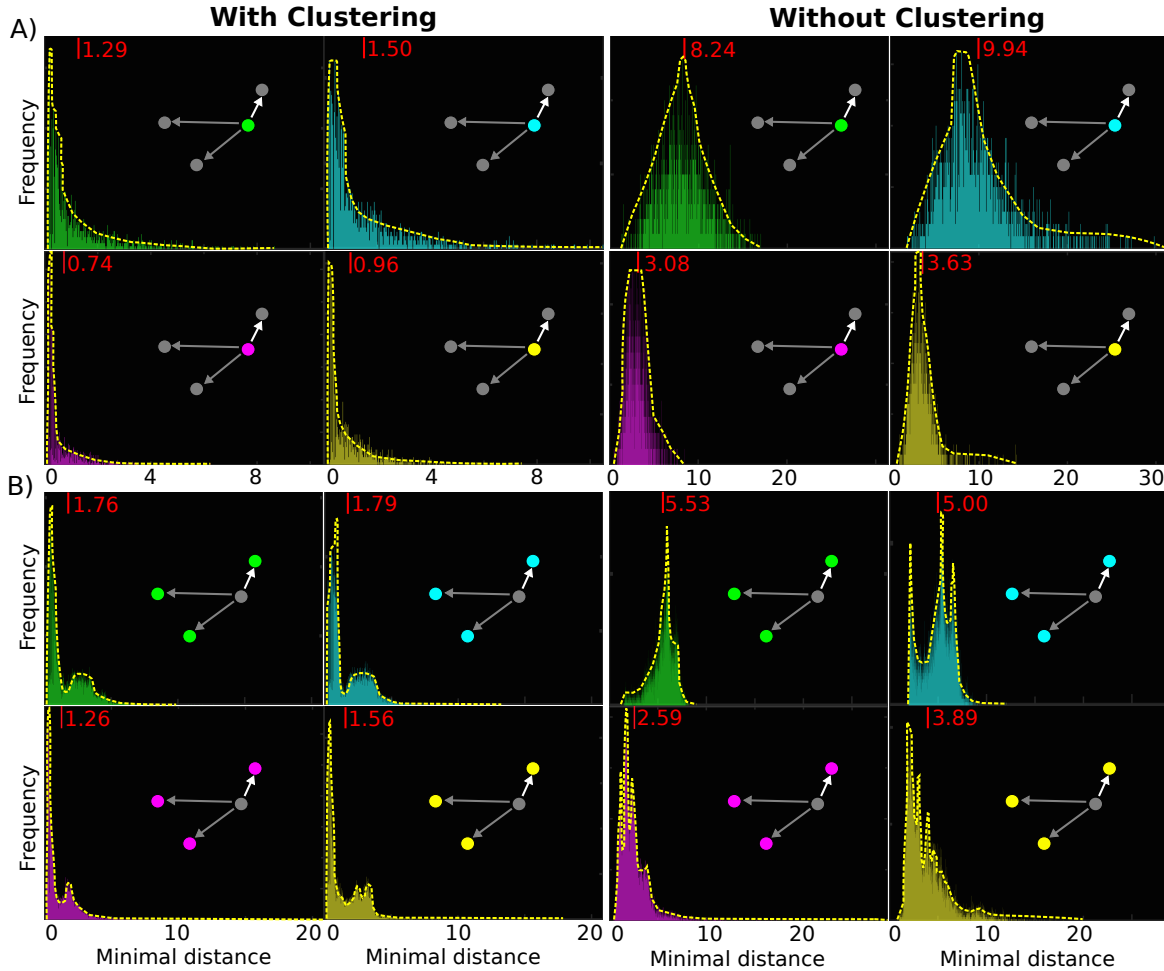 With Clustering Without Clustering
A)
1.29 1.50 8.24 9.94
Frequency
0.74 0.96 3.08 3.63
Frequency
0 4 8 0 4 8 0 10 20 0 10 20 30
B)
1.76 1.79 5.53 5.00
Frequency
1.26 1.56 2.59 3.89
Frequency
0 10 20 0 10 20 0 10 20 0 10 20
Minimal distance Minimal distance Minimal distance Minimal distance